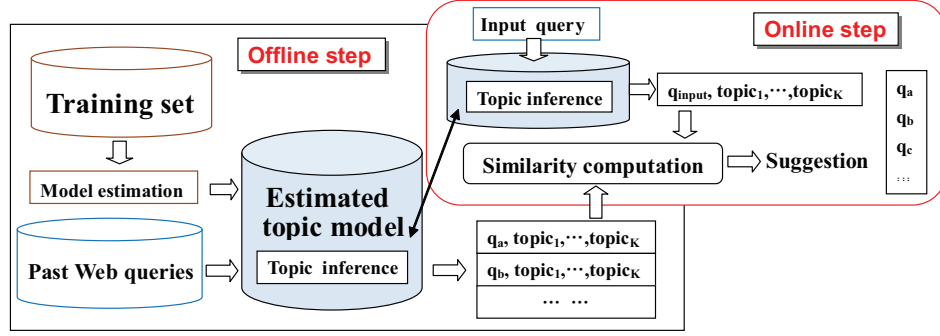 Offline step
Training set
Model estimation
Past Web queries
Estimated
topic model
Topic inference
qa, topic1,⋯,topicK
qb, topic1,⋯,topicK
⋯ ⋯
Online step
Input query
Topic inference
qinput, topic1,⋯,topicK
Similarity computation
Suggestion
qa
qb
qc
⋯